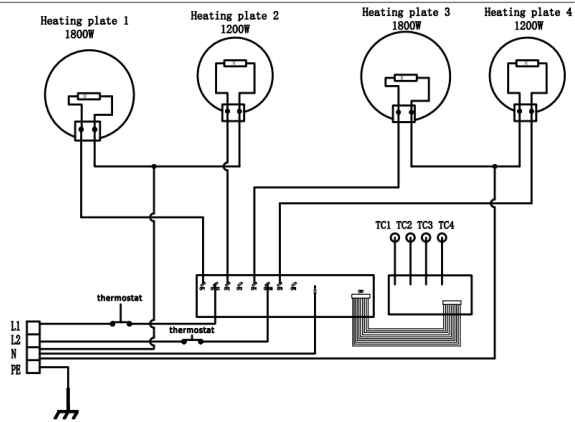 Heating plate 1
1800W
Heating plate 2
1200W
Heating plate 3
1800W
Heating plate 4
1200W
TC1 TC2 TC3 TC4
thermostat
thermostat
L1
L2
N
PE